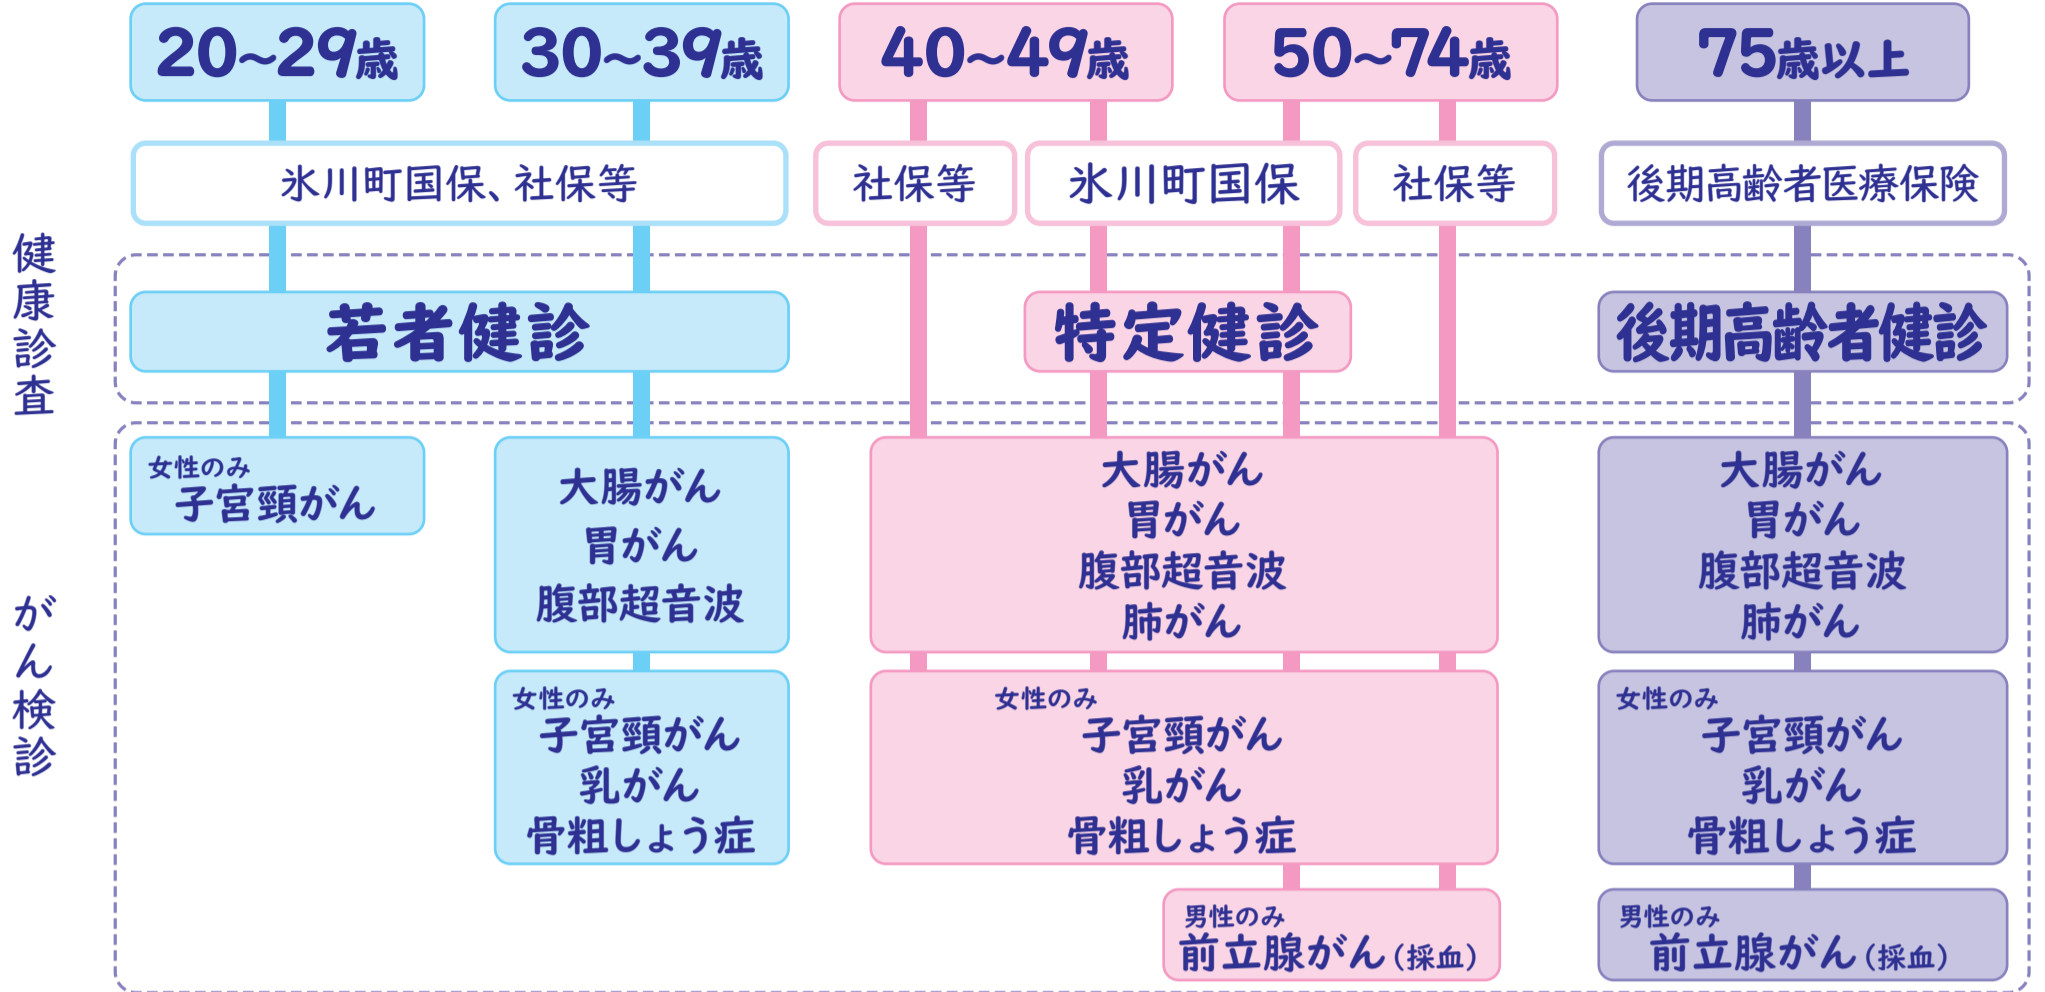 20～29歳
30～39歳
40～49歳
50～74歳
75歳以上
氷川町国保、社保等
社保等
氷川町国保
社保等
後期高齢者医療保険
健康診査
若者健診
特定健診
後期高齢者健診
がん検診
女性のみ
子宮頸がん
大腸がん
胃がん
腹部超音波
女性のみ
子宮頸がん
乳がん
骨粗しょう症
大腸がん
胃がん
腹部超音波
肺がん
女性のみ
子宮頸がん
乳がん
骨粗しょう症
男性のみ
前立腺がん（採血）
大腸がん
胃がん
腹部超音波
肺がん
女性のみ
子宮頸がん
乳がん
骨粗しょう症
男性のみ
前立腺がん（採血）